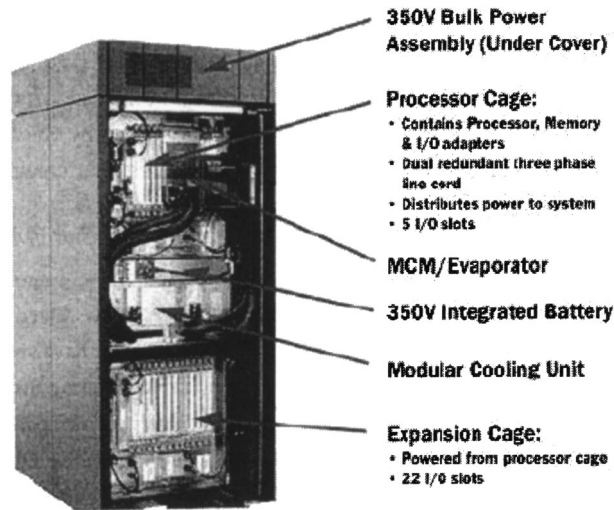 350V Bulk Power
Assembly (Under Cover)
Processor Cage:
• Contains Processor, Memory
& I/O adapters
• Dual redundant three phase
line cord
• Distributes power to system
• 5 I/O slots
MCM/Evaporator
350V Integrated Battery
Modular Cooling Unit
Expansion Cage:
• Powered from processor cage
• 22 I/O slots